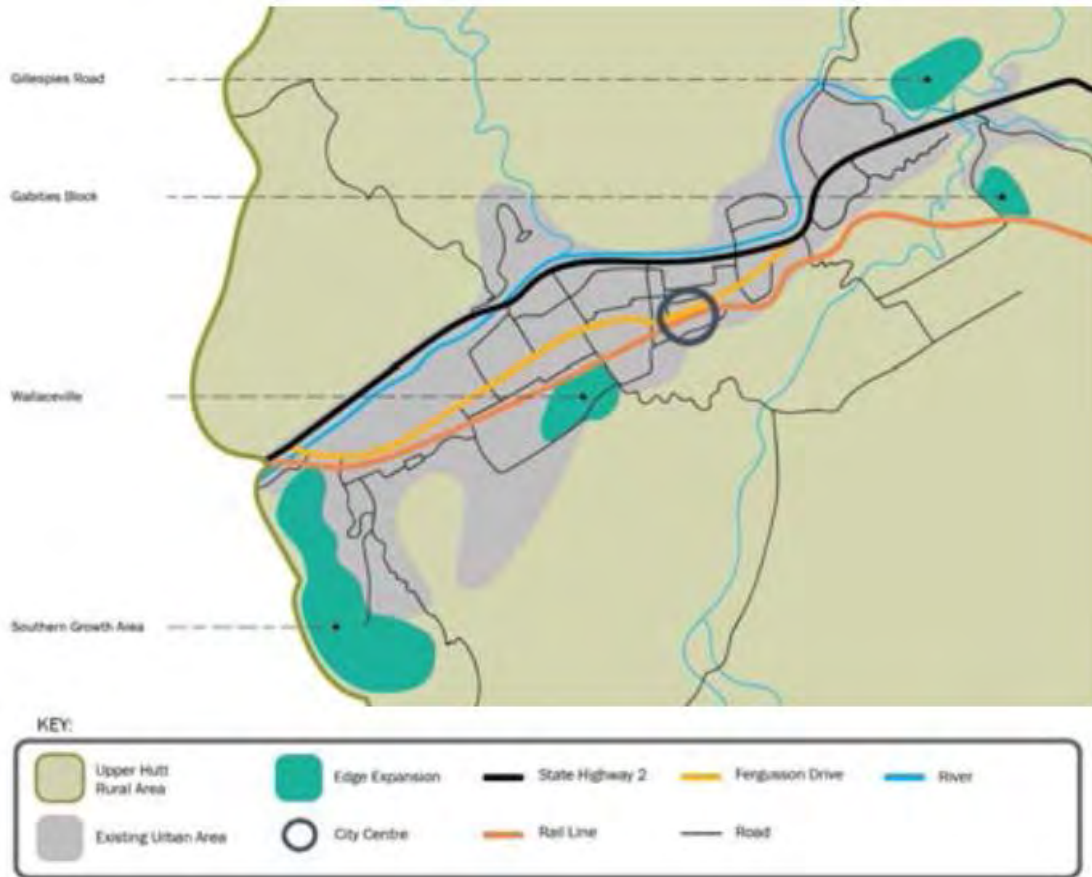 Gillespies Road
Gabities Block
Wallaceville
Southern Growth Area
KEY:
Upper Hutt
Rural Area
Edge Expansion
State Highway 2
Fergusson Drive
River
Existing Urban Area
City Centre
Rail Line
Road